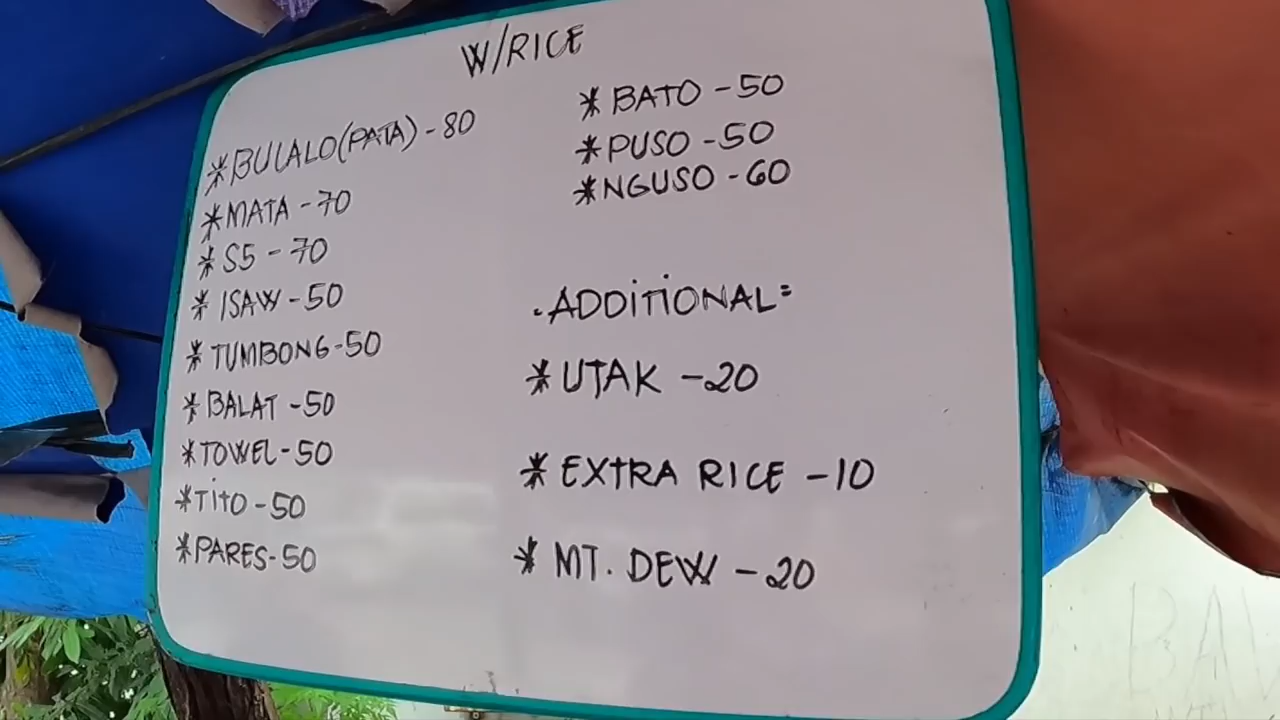 W/RICE
* BULALO (PATA) - 80
* MATA - 70
* S5 - 70
* ISAW - 50
* TUMBONG - 50
* BALAT - 50
* TOWEL - 50
* TITO - 50
* PARES - 50
* BATO - 50
* PUSO - 50
* NGUSO - 60
. ADDiTiONAL:
* UTAK - 20
* EXTRA RICE - 10
* MT. DEW - 20